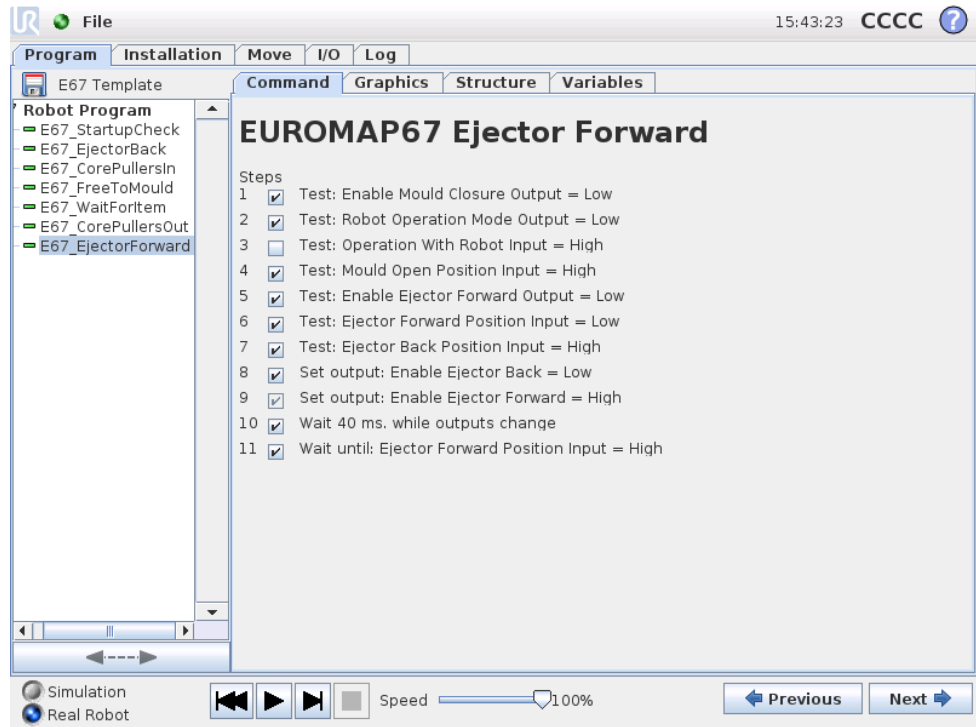 UR File 15:43:23 CCCC ?
Program Installation Move I/O Log
E67 Template
Command Graphics Structure Variables
Robot Program
E67_StartupCheck
E67_EjectorBack
E67_CorePullersIn
E67_FreeToMould
E67_WaitForItem
E67_CorePullersOut
E67_EjectorForward
EUROMAP67 Ejector Forward
Steps
1 Test: Enable Mould Closure Output = Low
2 Test: Robot Operation Mode Output = Low
3 Test: Operation With Robot Input = High
4 Test: Mould Open Position Input = High
5 Test: Enable Ejector Forward Output = Low
6 Test: Ejector Forward Position Input = Low
7 Test: Ejector Back Position Input = High
8 Set output: Enable Ejector Back = Low
9 Set output: Enable Ejector Forward = High
10 Wait 40 ms. while outputs change
11 Wait until: Ejector Forward Position Input = High
Simulation
Real Robot
Speed 100%
Previous Next